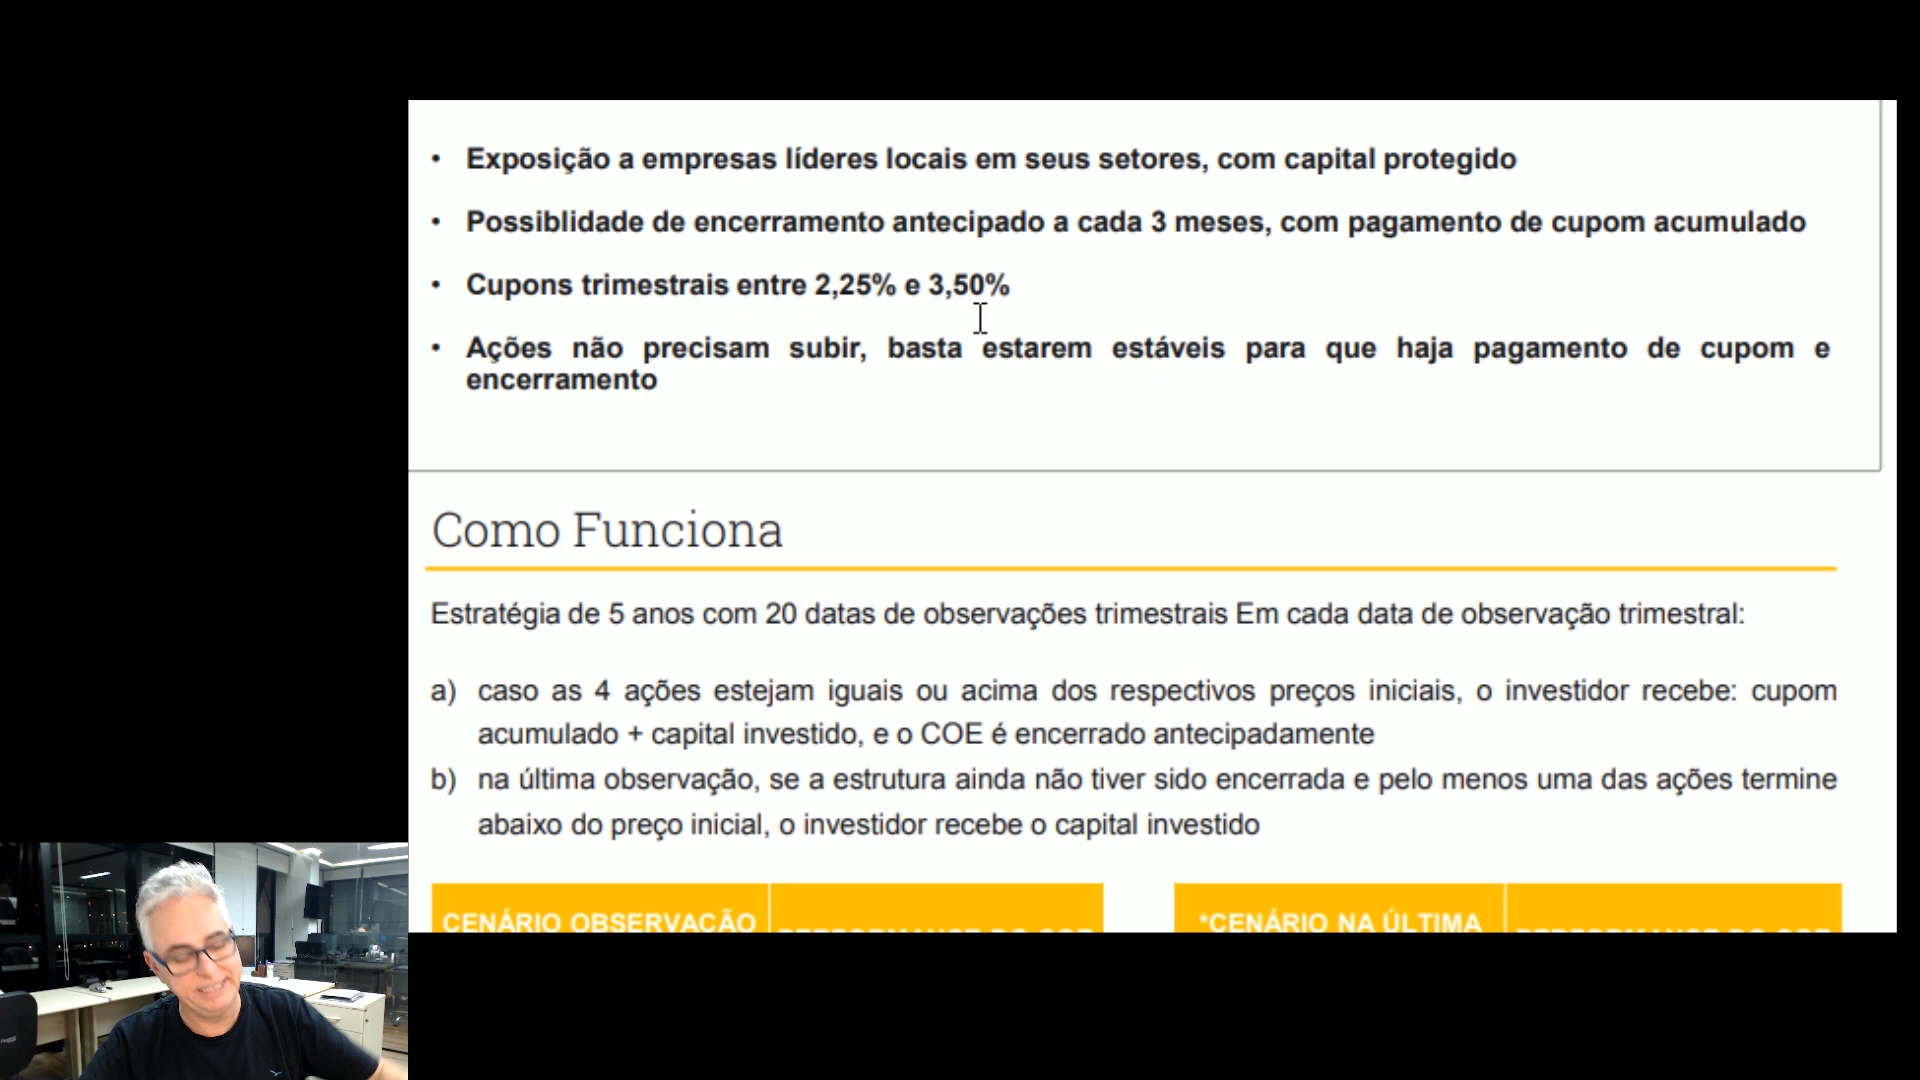 • Exposição a empresas líderes locais em seus setores, com capital protegido
• Possiblidade de encerramento antecipado a cada 3 meses, com pagamento de cupom acumulado
• Cupons trimestrais entre 2,25% e 3,50%
• Ações não precisam subir, basta estarem estáveis para que haja pagamento de cupom e
encerramento
Como Funciona
Estratégia de 5 anos com 20 datas de observações trimestrais Em cada data de observação trimestral:
a) caso as 4 ações estejam iguais ou acima dos respectivos preços iniciais, o investidor recebe: cupom
acumulado + capital investido, e o COE é encerrado antecipadamente
b) na última observação, se a estrutura ainda não tiver sido encerrada e pelo menos uma das ações termine
abaixo do preço inicial, o investidor recebe o capital investido
CENÁRIO OBSERVAÇÃO
*CENÁRIO NA ÚLTIMA